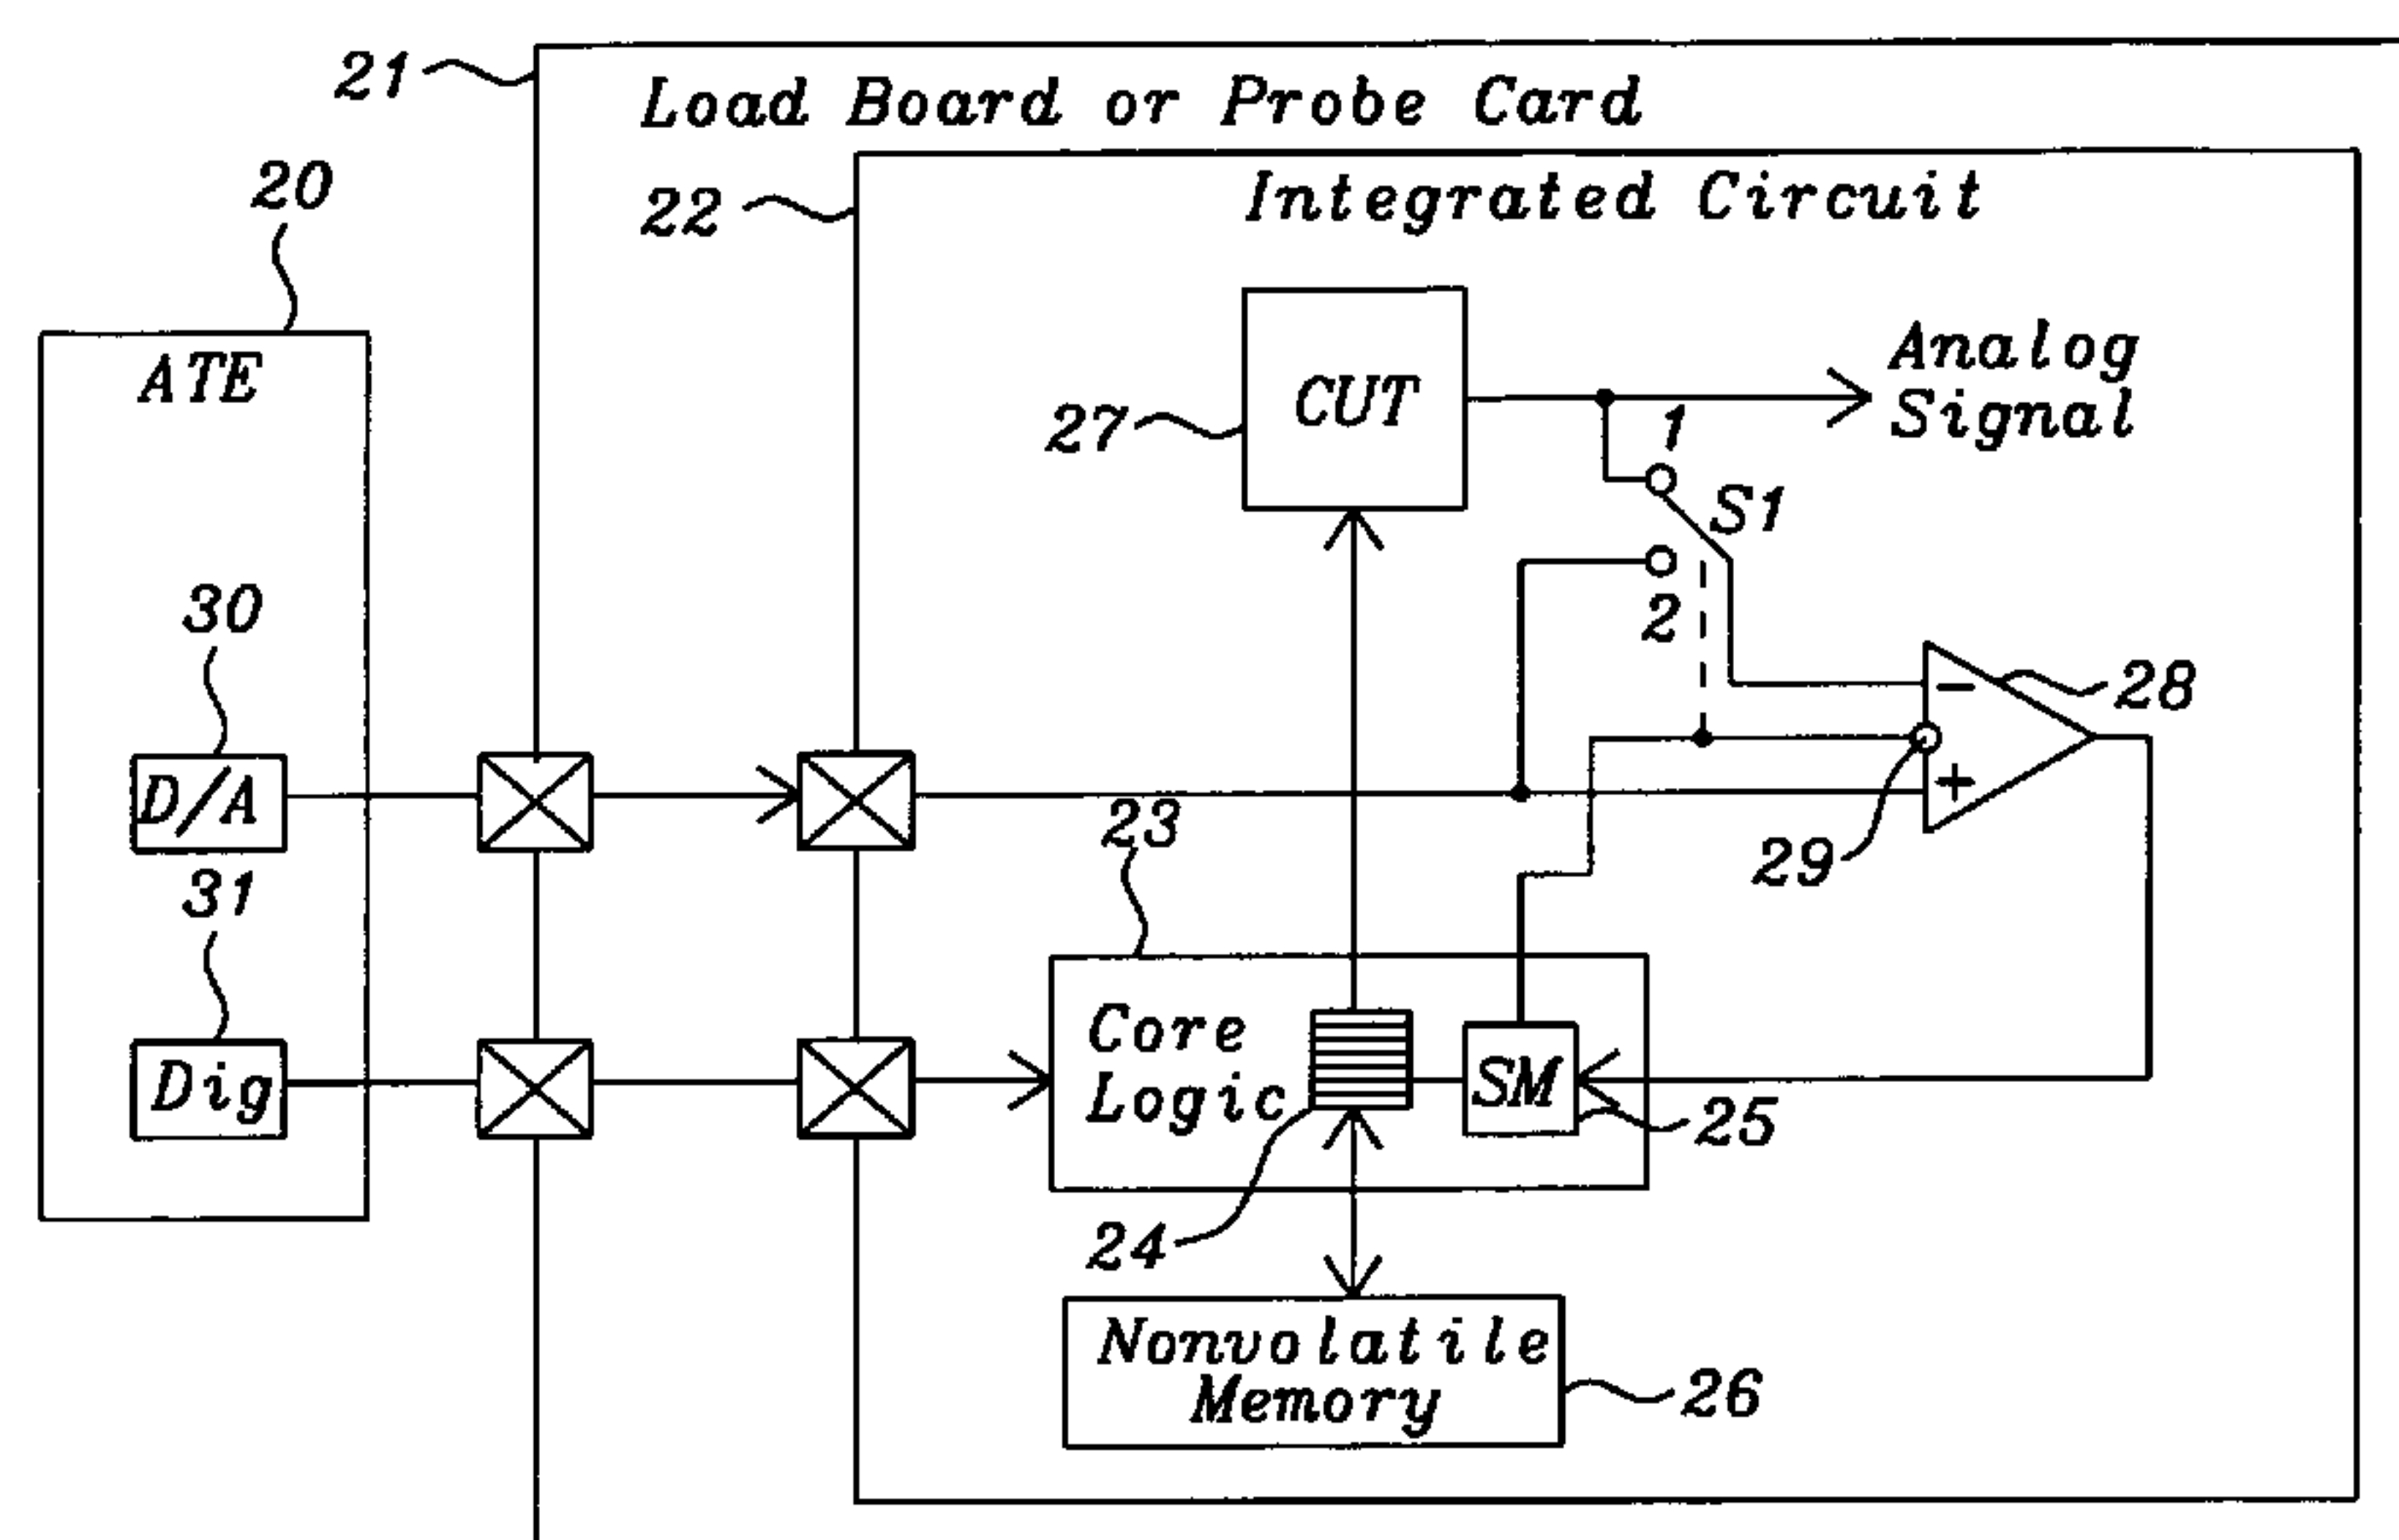 21
Load Board or Probe Card
20
22
Integrated Circuit
ATE
27
CUT
Analog
Signal
1
S1
2
30
D/A
28
-
+
29
23
31
Dig
Core
Logic
SM
25
24
Nonvolatile
Memory
26